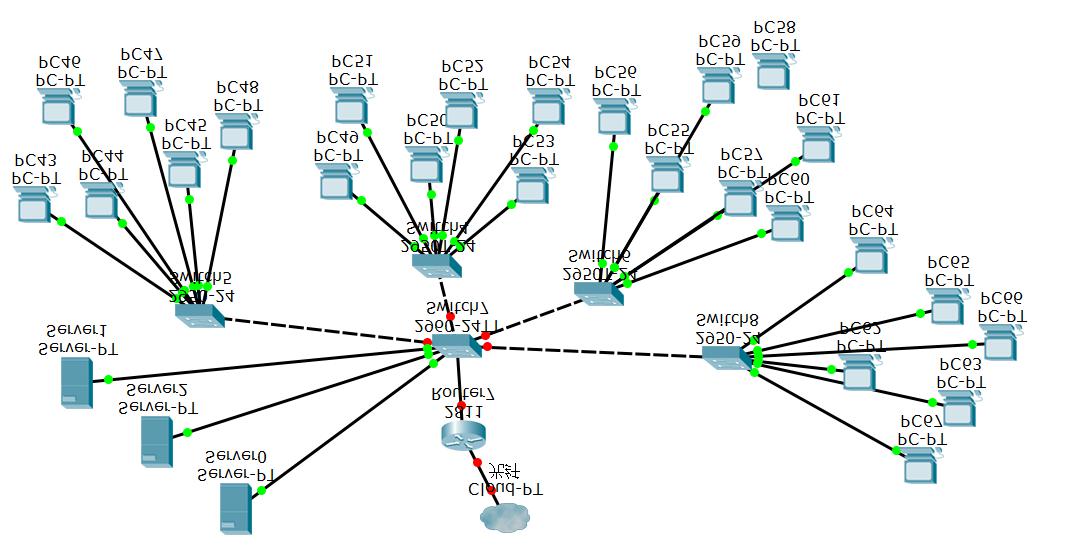 PC58
PC-PT
PC59
PC-PT
PC47
PC-PT
PC46
PC-PT
PC51
PC-PT
PC52
PC-PT
PC54
PC-PT
PC56
PC-PT
PC48
PC-PT
PC61
PC-PT
PC45
PC-PT
PC50
PC-PT
PC49
PC-PT
PC53
PC-PT
PC55
PC-PT
PC43
PC-PT
PC44
PC-PT
PC57
PC-PT
PC60
PC-PT
PC64
PC-PT
Switch4
2950T-24
Switch6
2950T-24
Switch5
2950-24
PC65
PC-PT
PC66
PC-PT
Switch7
2960-24TT
Switch8
2950-24
Server1
Server-PT
PC62
PC-PT
PC63
PC-PT
Server2
Server-PT
Router7
2811
PC67
PC-PT
Server0
Server-PT
光纤
Cloud-PT